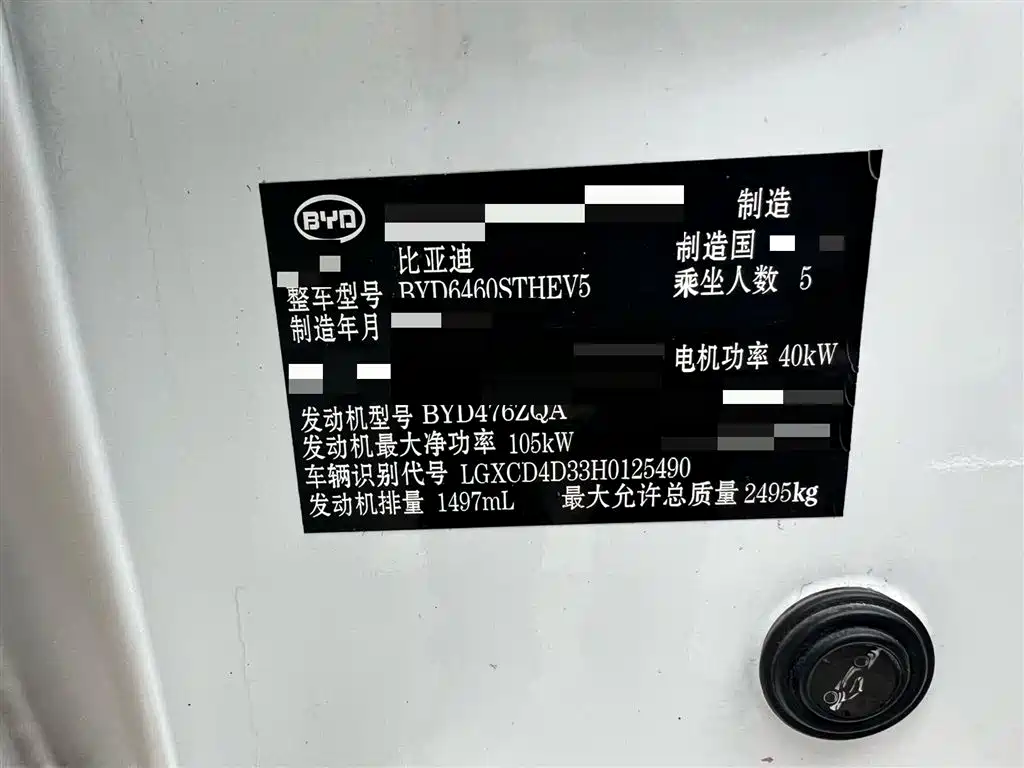 BYD 制造
比亚迪 制造国
整车型号 BYD6460STHEV5 乘坐人数 5
制造年月
电机功率 40kW
发动机型号 BYD476ZQA
发动机最大净功率 105kW
车辆识别代号 LGXCD4D33H0125490
发动机排量 1497mL 最大允许总质量 2495kg